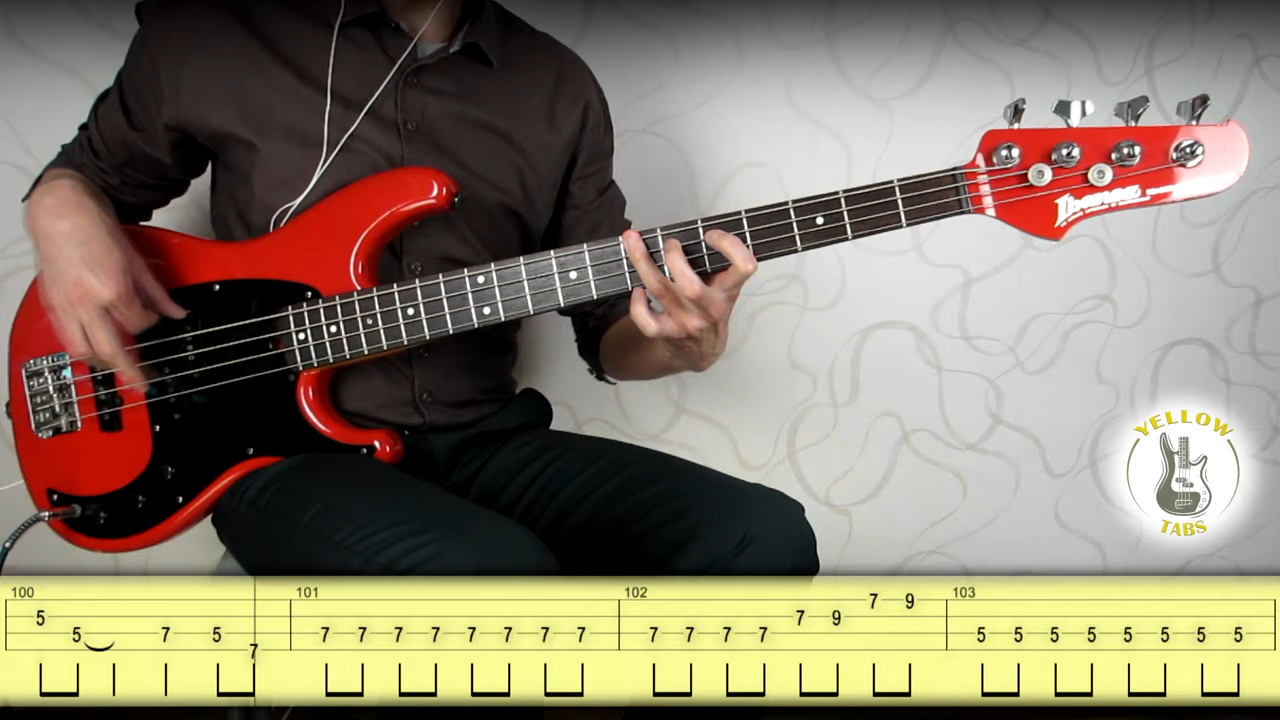 Ibanez
YELLOW
TABS
100 101 102 103
7 9
5 7 9
5 7 5 7 7 7 7 7 7 7 7 7 7 7 7 5 5 5 5 5 5 5 5
7